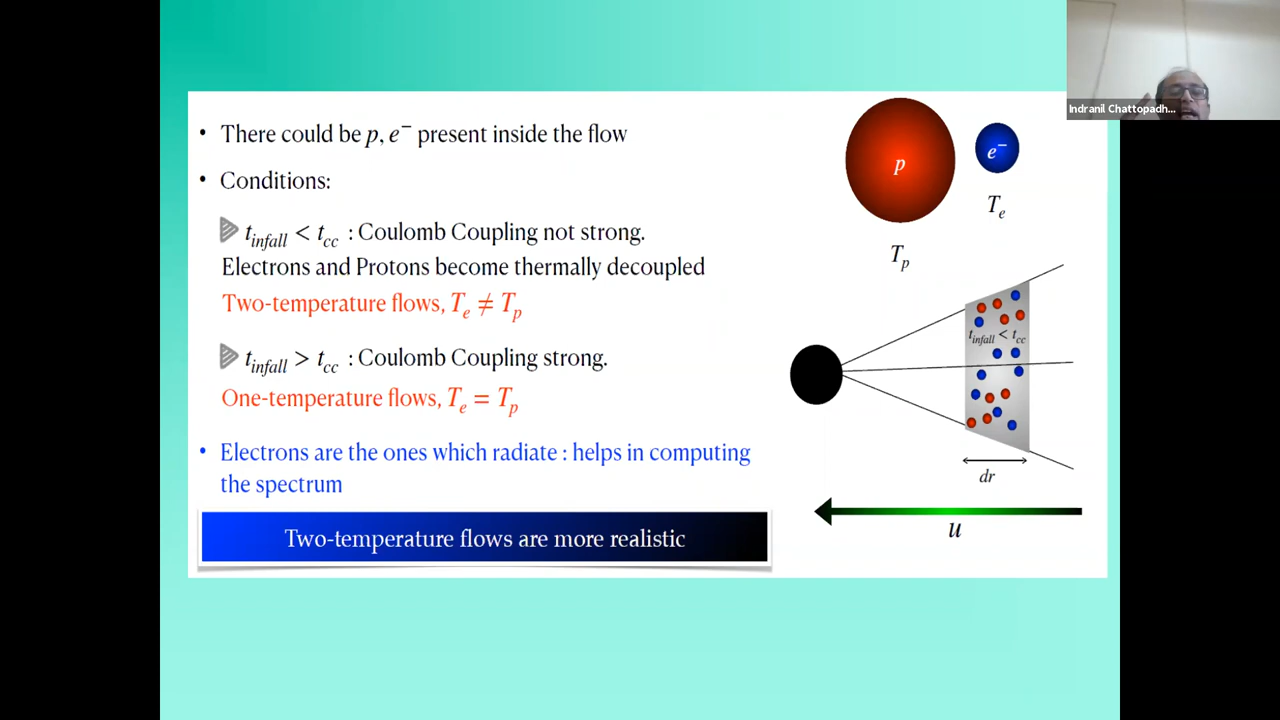 Indranil Chattopadh...
• There could be p, e⁻ present inside the flow
• Conditions:
t_infall < t_cc : Coulomb Coupling not strong.
Electrons and Protons become thermally decoupled
Two-temperature flows, T_e ≠ T_p
t_infall > t_cc : Coulomb Coupling strong.
One-temperature flows, T_e = T_p
• Electrons are the ones which radiate : helps in computing
the spectrum
Two-temperature flows are more realistic
p
e⁻
T_e
T_p
t_infall < t_cc
dr
u